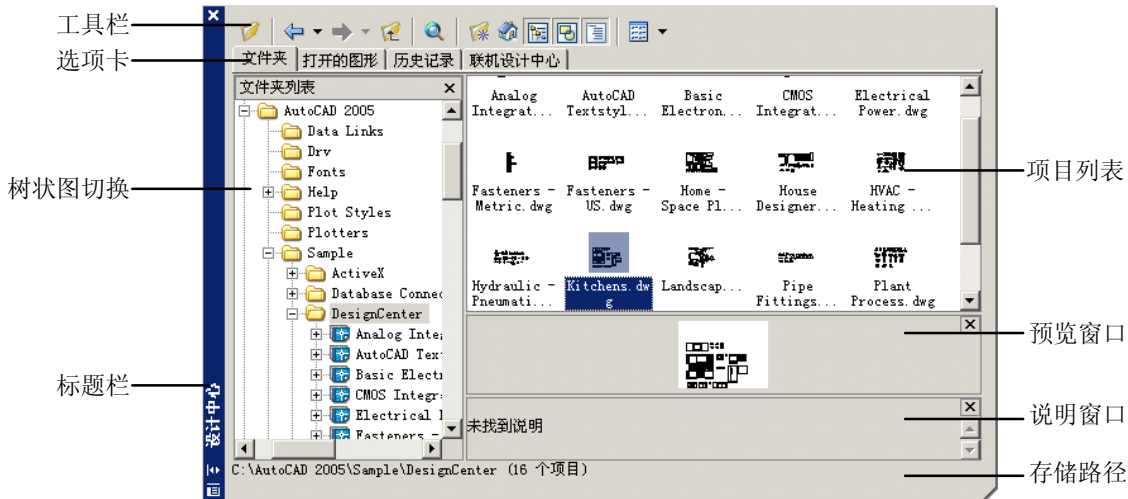 工具栏
选项卡
树状图切换
标题栏
设计中心
文件夹 打开的图形 历史记录 联机设计中心
文件夹列表
AutoCAD 2005
Data Links
Drv
Fonts
Help
Plot Styles
Plotters
Sample
ActiveX
Database Connec
DesignCenter
Analog Inte
AutoCAD Tex
Basic Elect
CMOS Integr
Electrical
Fasteners -
Analog Integrat...
AutoCAD Textstyl...
Basic Electron...
CMOS Integrat...
Electrical Power.dwg
Fasteners - Metric.dwg
Fasteners - US.dwg
Home - Space Pl...
House Designer...
HVAC - Heating ...
Hydraulic - Pneumati...
Kitchens.dwg
Landscap...
Pipe Fittings...
Plant Process.dwg
未找到说明
C:\AutoCAD 2005\Sample\DesignCenter (16 个项目)
项目列表
预览窗口
说明窗口
存储路径